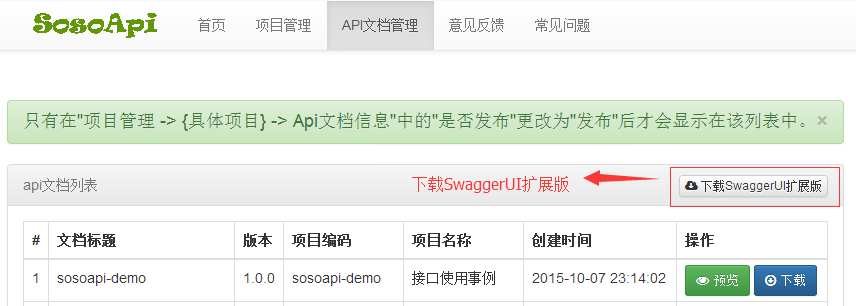 SosoApi 首页 项目管理 API文档管理 意见反馈 常见问题
只有在"项目管理 -> {具体项目} -> Api文档信息"中的"是否发布"更改为"发布"后才会显示在该列表中。 ×
api文档列表 下载SwaggerUI扩展版 下载SwaggerUI扩展版
# 文档标题 版本 项目编码 项目名称 创建时间 操作
1 sosoapi-demo 1.0.0 sosoapi-demo 接口使用事例 2015-10-07 23:14:02 预览 下载